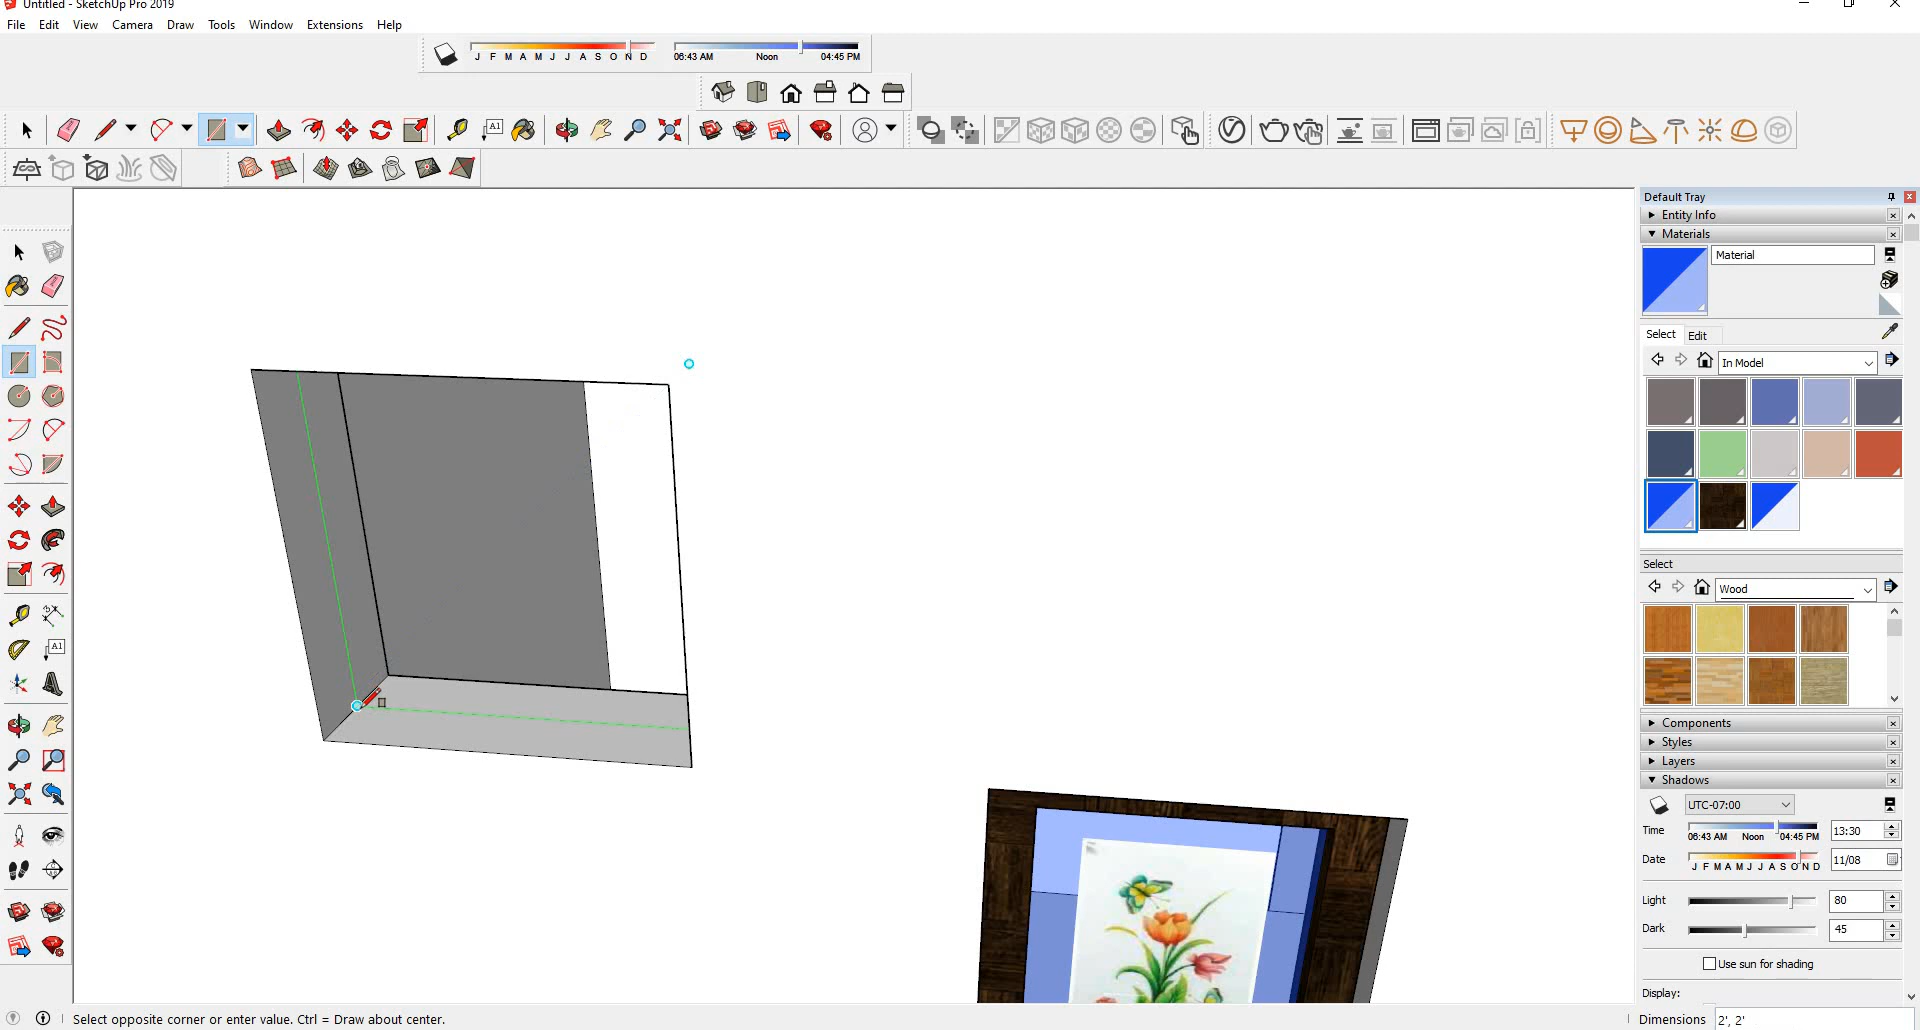 Untitled - SketchUp Pro 2019
File Edit View Camera Draw Tools Window Extensions Help
J F M A M J J A S O N D 06:43 AM Noon 04:45 PM
A1
Default Tray
Entity Info
Materials
Material
Select Edit
In Model
Select
Wood
A1
Components
Styles
Layers
Shadows
UTC-07:00
Time 06:43 AM Noon 04:45 PM 13:30
Date J F M A M J J A S O N D 11/08
Light 80
Dark 45
Use sun for shading
Display:
Select opposite corner or enter value. Ctrl = Draw about center.
Dimensions 2', 2'